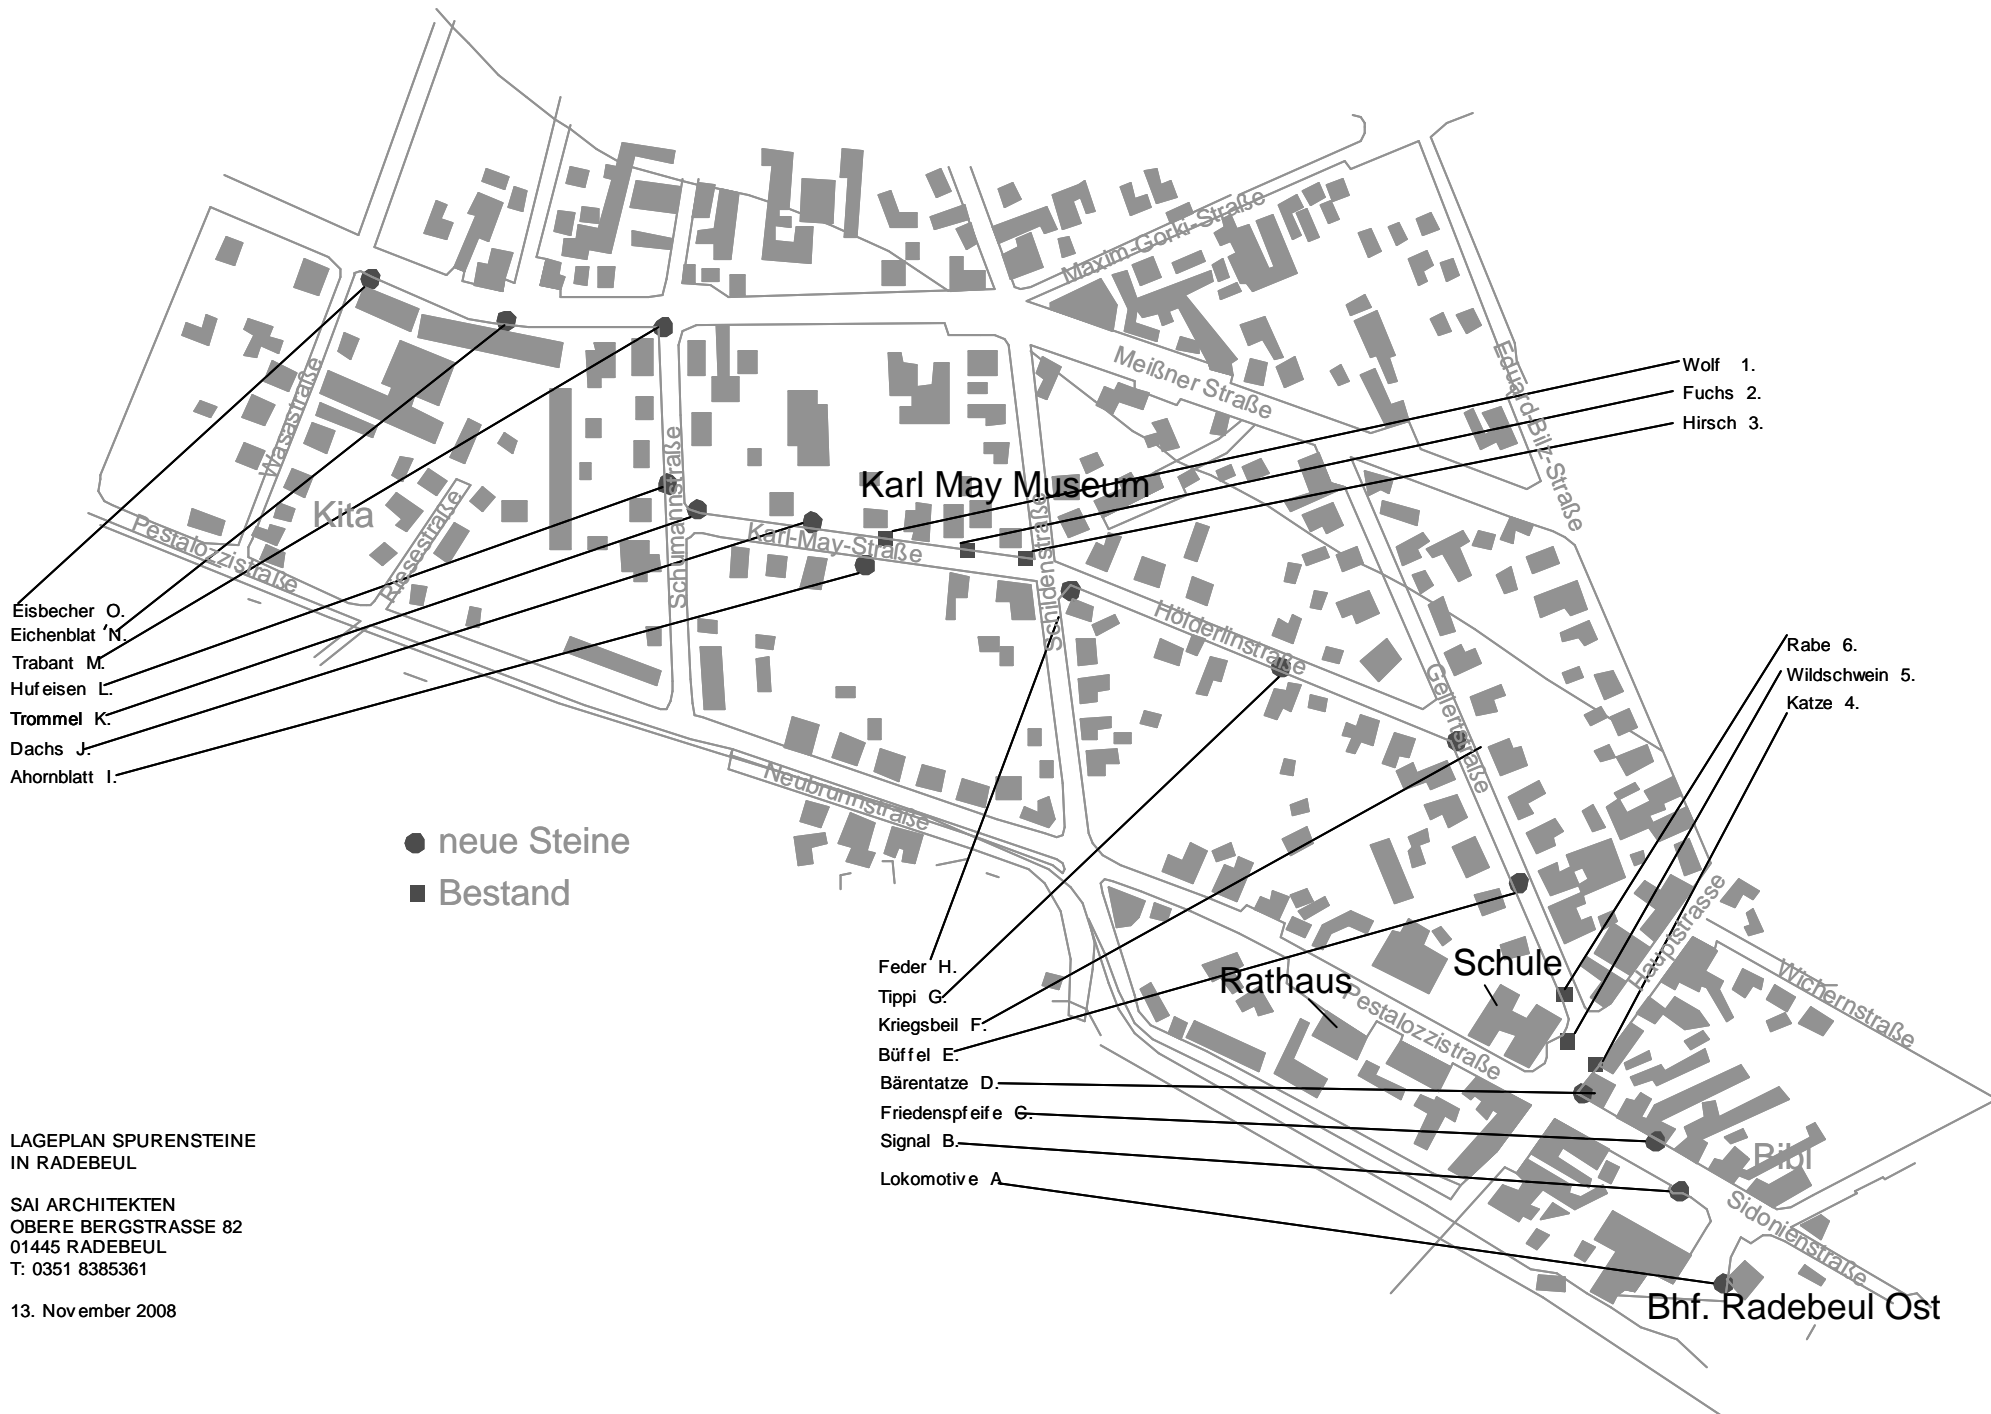 Maxim-Gorki-Straße
Meißner Straße
Eduard-Bilz-Straße
Wolf 1.
Fuchs 2.
Hirsch 3.
Wasastraße
Kita
Pestalozzistraße
Riesestraße
Schumannstraße
Karl May Museum
Karl-May-Straße
Schildenstraße
Hölderlinstraße
Gellertstraße
Eisbecher O.
Eichenblat 'N.
Trabant M.
Hufeisen L.
Trommel K.
Dachs J.
Ahornblatt I.
Rabe 6.
Wildschwein 5.
Katze 4.
Neubrunnstraße
neue Steine
Bestand
Hauptstrasse
Wichernstraße
Schule
Rathaus
Pestalozzistraße
Feder H.
Tippi G.
Kriegsbeil F.
Büffel E.
Bärentatze D.
Friedenspfeife C.
Signal B.
Lokomotive A
Bibl
Sidonienstraße
Bhf. Radebeul Ost
LAGEPLAN SPURENSTEINE
IN RADEBEUL
SAI ARCHITEKTEN
OBERE BERGSTRASSE 82
01445 RADEBEUL
T: 0351 8385361
13. November 2008